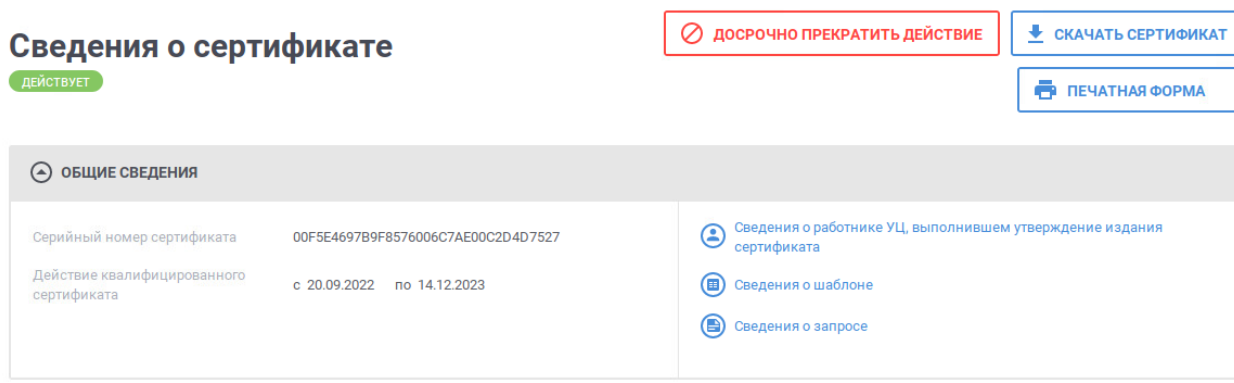 Сведения о сертификате
ДЕЙСТВУЕТ
ДОСРОЧНО ПРЕКРАТИТЬ ДЕЙСТВИЕ
СКАЧАТЬ СЕРТИФИКАТ
ПЕЧАТНАЯ ФОРМА
ОБЩИЕ СВЕДЕНИЯ
Серийный номер сертификата 00F5E4697B9F8576006C7AE00C2D4D7527
Действие квалифицированного
сертификата
с 20.09.2022 по 14.12.2023
Сведения о работнике УЦ, выполнившем утверждение издания
сертификата
Сведения о шаблоне
Сведения о запросе